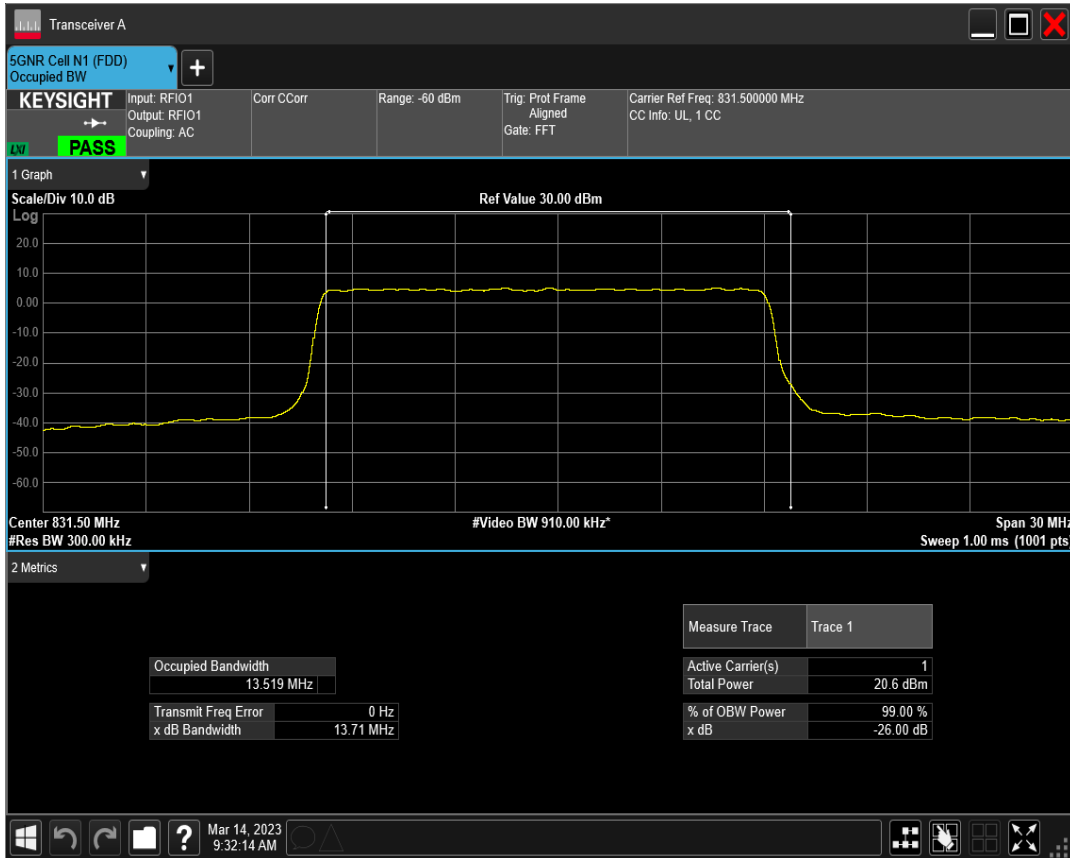 Transceiver A
5GNR Cell N1 (FDD)
Occupied BW
+
KEYSIGHT
LXI
PASS
Input: RFIO1
Output: RFIO1
Coupling: AC
Corr CCorr
Range: -60 dBm
Trig: Prot Frame
Aligned
Gate: FFT
Carrier Ref Freq: 831.500000 MHz
CC Info: UL, 1 CC
1 Graph
Scale/Div 10.0 dB
Ref Value 30.00 dBm
Log
20.0
10.0
0.00
-10.0
-20.0
-30.0
-40.0
-50.0
-60.0
Center 831.50 MHz
#Video BW 910.00 kHz*
Span 30 MHz
#Res BW 300.00 kHz
Sweep 1.00 ms (1001 pts)
2 Metrics
Measure Trace Trace 1
Occupied Bandwidth
13.519 MHz
Active Carrier(s) 1
Total Power 20.6 dBm
Transmit Freq Error 0 Hz
x dB Bandwidth 13.71 MHz
% of OBW Power 99.00 %
x dB -26.00 dB
?
Mar 14, 2023
9:32:14 AM